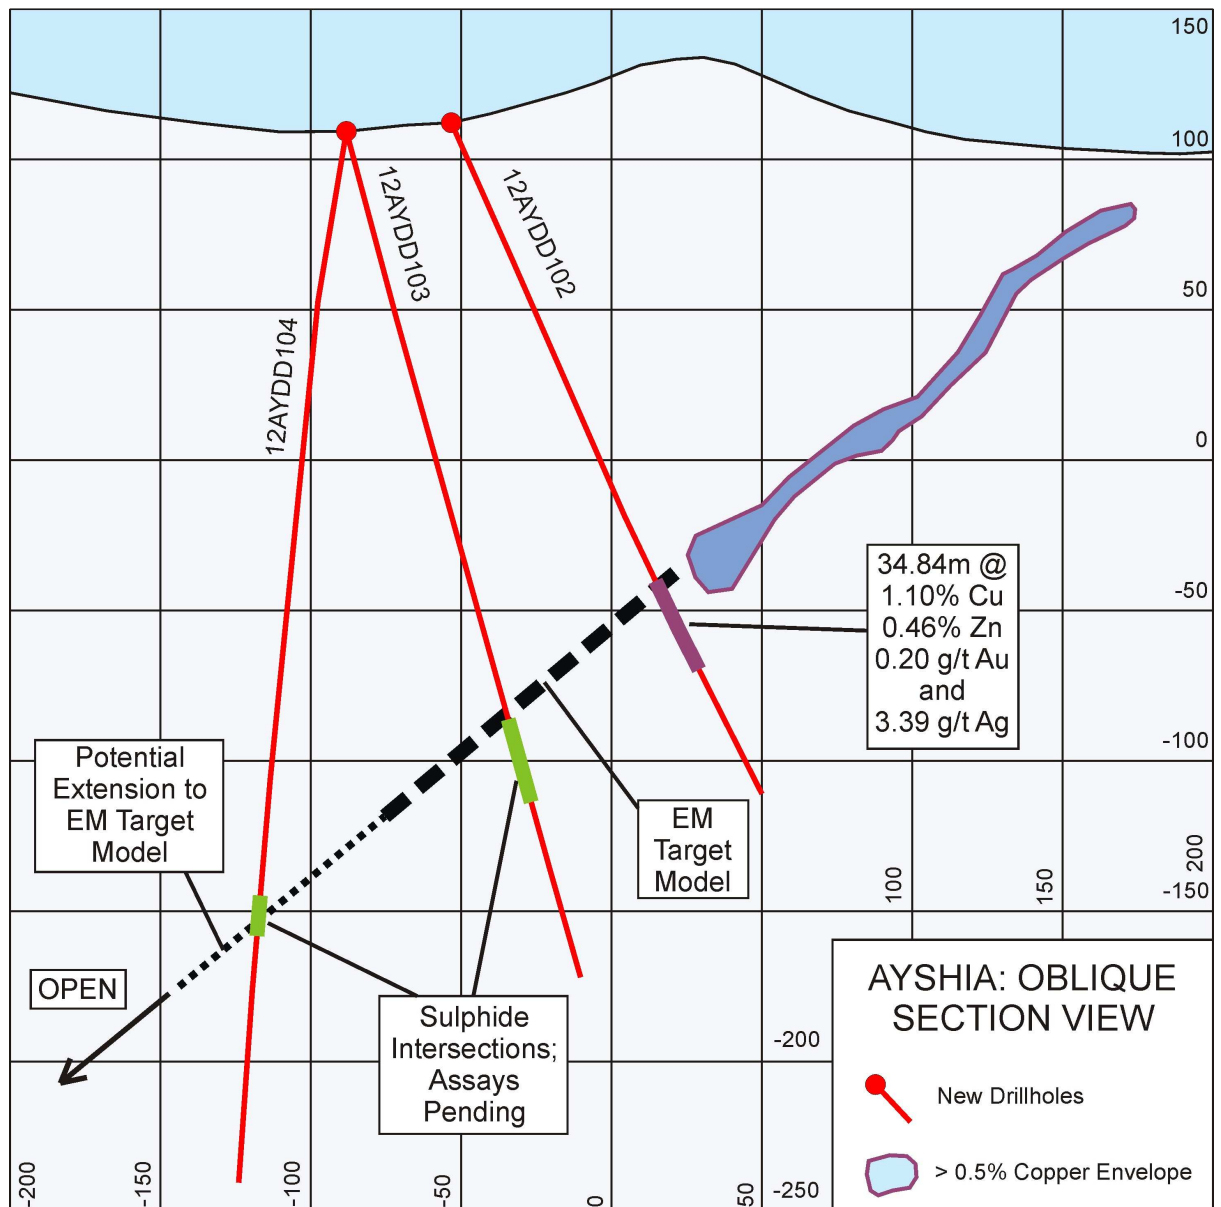 150
100
50
0
-50
-100
-150
-200
-250
12AYDD103
12AYDD102
12AYDD104
34.84m @
1.10% Cu
0.46% Zn
0.20 g/t Au
and
3.39 g/t Ag
Potential
Extension to
EM Target
Model
EM
Target
Model
OPEN
Sulphide
Intersections;
Assays
Pending
-200
-150
-100
-50
0
50
100
150
200
AYSHIA: OBLIQUE
SECTION VIEW
New Drillholes
> 0.5% Copper Envelope